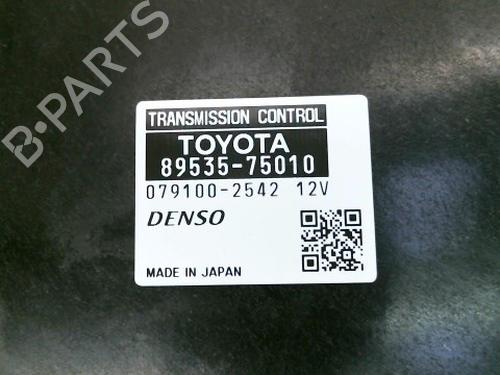 B-PARTS
TRANSMISSION CONTROL
TOYOTA
89535-75010
079100-2542 12V
DENSO
MADE IN JAPAN